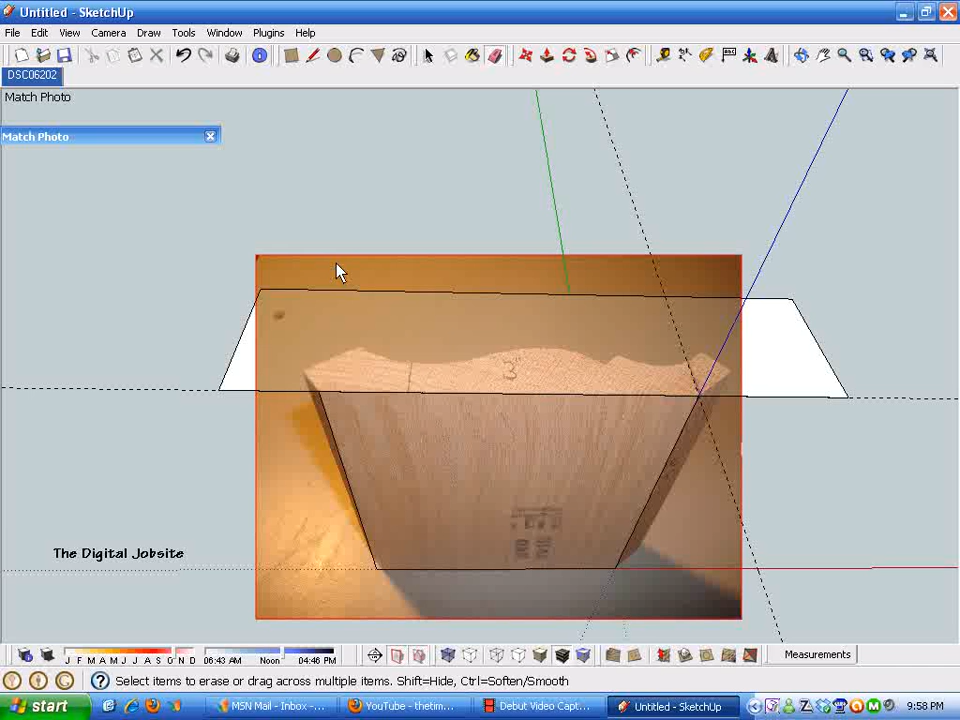 Untitled - SketchUp
File Edit View Camera Draw Tools Window Plugins Help
DSC06202
Match Photo
Match Photo
3
The Digital Jobsite
J F M A M J J A S O N D 06:43 AM Noon 04:46 PM Measurements
Select items to erase or drag across multiple items. Shift=Hide, Ctrl=Soften/Smooth
start MSN Mail - Inbox -... YouTube - thetim... Debut Video Capt... Untitled - SketchUp 9:58 PM